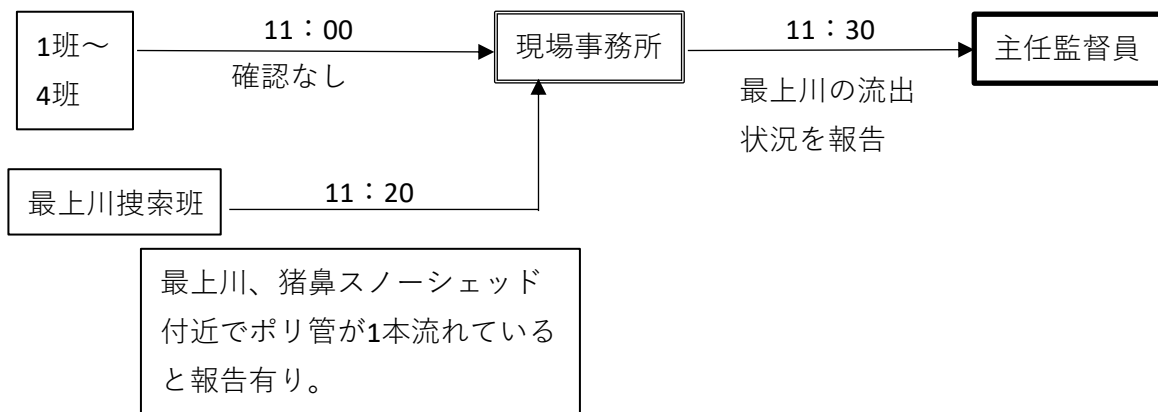 1班～
4班
11：00
確認なし
現場事務所
11：30
最上川の流出
状況を報告
主任監督員
最上川捜索班
11：20
最上川、猪鼻スノーシェッド
付近でポリ管が1本流れている
と報告有り。